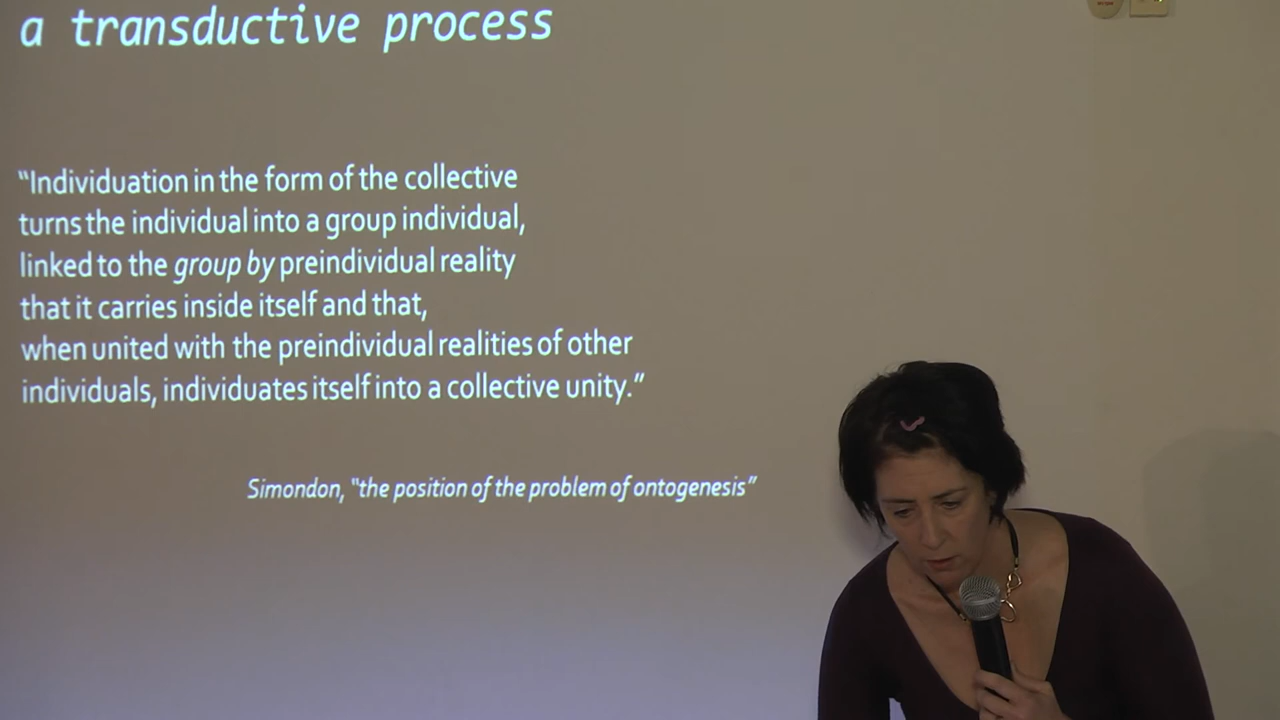 a transductive process
“Individuation in the form of the collective
turns the individual into a group individual,
linked to the group by preindividual reality
that it carries inside itself and that,
when united with the preindividual realities of other
individuals, individuates itself into a collective unity.”
Simondon, “the position of the problem of ontogenesis”